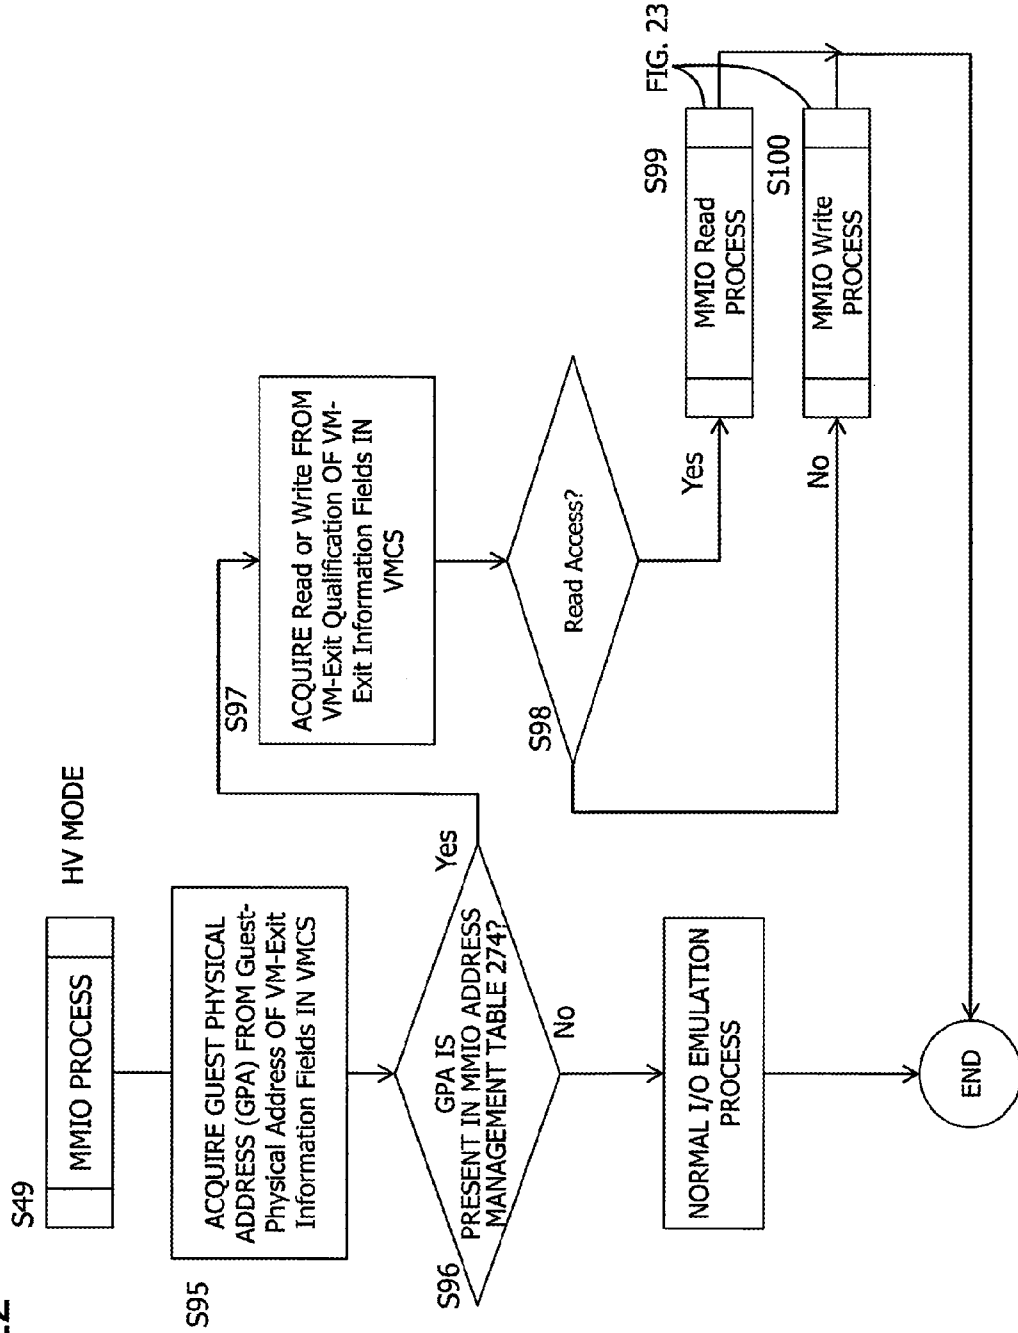 S49
MMIO PROCESS
HV MODE
S95
ACQUIRE GUEST PHYSICAL
ADDRESS (GPA) FROM Guest-
Physical Address OF VM-Exit
Information Fields IN VMCS
S96
GPA IS
PRESENT IN MMIO ADDRESS
MANAGEMENT TABLE 274?
Yes
No
NORMAL I/O EMULATION
PROCESS
END
S97
ACQUIRE Read or Write FROM
VM-Exit Qualification OF VM-
Exit Information Fields IN
VMCS
S98
Read Access?
Yes
No
S99
MMIO Read
PROCESS
S100
MMIO Write
PROCESS
FIG. 23